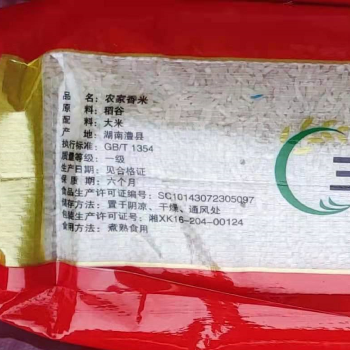 品　名：农家香米
原　料：稻谷
配　料：大米
产　地：湖南澧县
执行标准：GB/T 1354
质量等级：一级
生产日期：见合格证
保质期：六个月
食品生产许可证编号：SC10143072305097
储存方法：置于阴凉、干燥、通风处
包装生产许可证号：湘XK16-204-00124
食用方法：煮熟食用